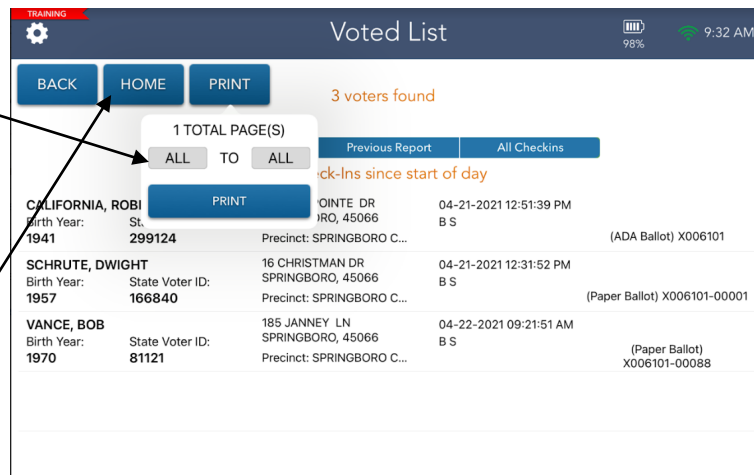 TRAINING
Voted List
98%
9:32 AM
BACK
HOME
PRINT
3 voters found
1 TOTAL PAGE(S)
ALL TO ALL
PRINT
Previous Report
All Checkins
since start of day
CALIFORNIA,
DR
04-21-2021 12:51:39 PM
Birth Year:
45066
B S
1941
299124
Precinct: SPRINGBORO C...
(ADA Ballot) X006101
SCHRUTE, DWIGHT
16 CHRISTMAN DR
04-21-2021 12:31:52 PM
Birth Year:
State Voter ID:
SPRINGBORO, 45066
B S
1957
166840
Precinct: SPRINGBORO C...
(Paper Ballot) X006101-00001
VANCE, BOB
185 JANNEY LN
04-22-2021 09:21:51 AM
Birth Year:
State Voter ID:
SPRINGBORO, 45066
B S
1970
81121
Precinct: SPRINGBORO C...
(Paper Ballot)
X006101-00088